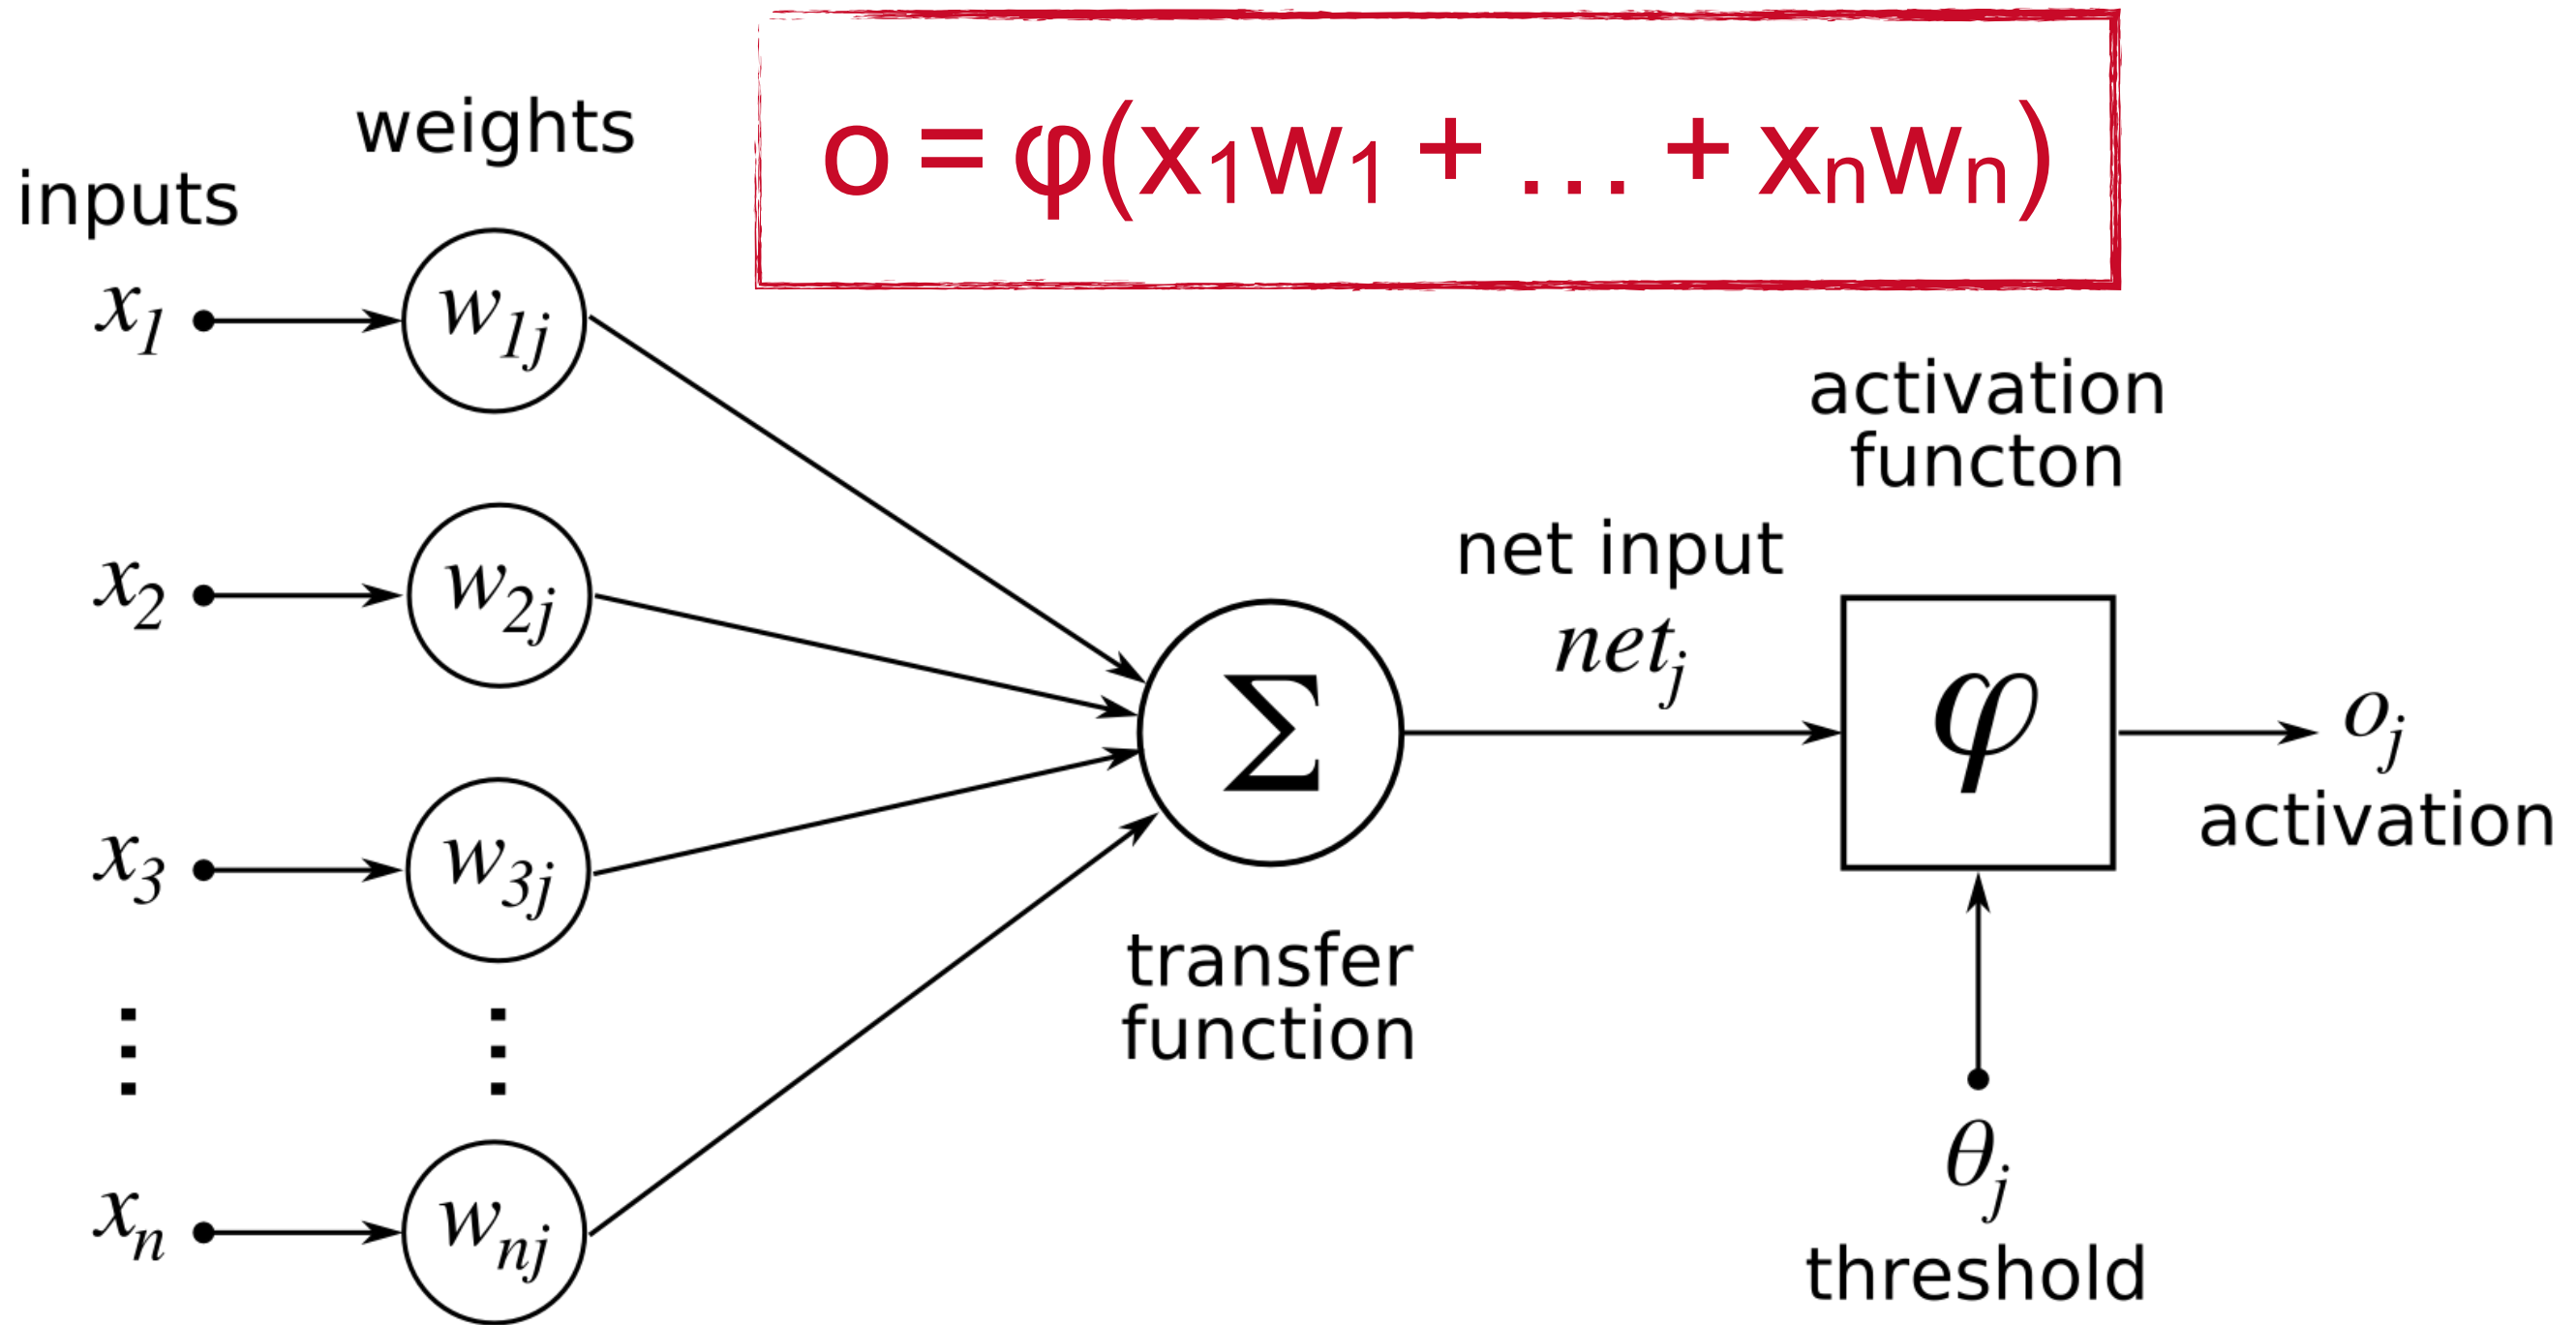 o = φ(x₁w₁ + … + xₙwₙ)
weights
inputs
x₁
w₁ⱼ
x₂
w₂ⱼ
x₃
w₃ⱼ
⋮ ⋮
xₙ
wₙⱼ
Σ
transfer
function
net input
netⱼ
activation
functon
φ
oⱼ
activation
θⱼ
threshold